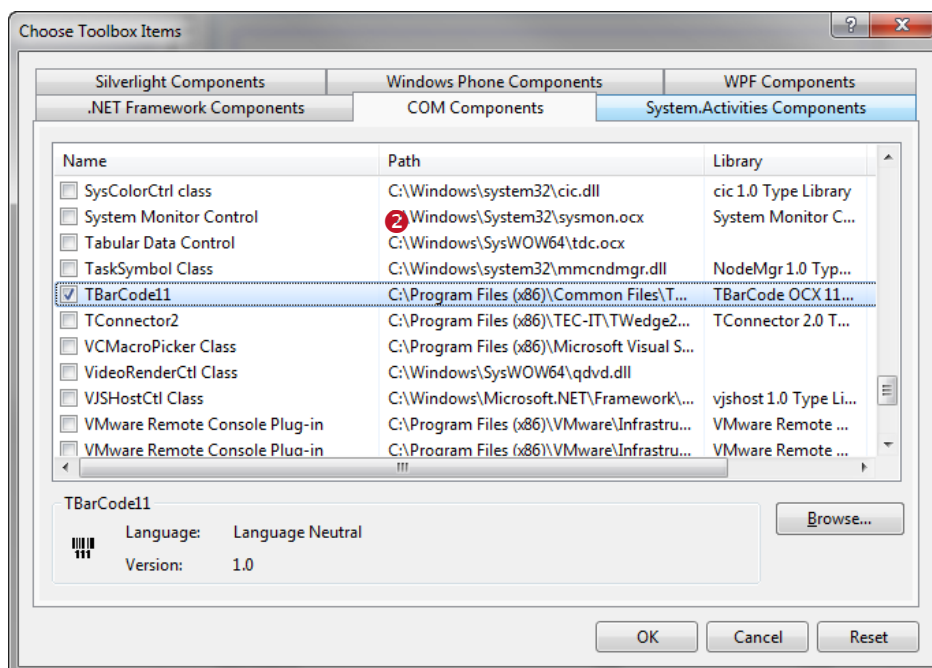 Choose Toolbox Items
?
Silverlight Components Windows Phone Components WPF Components
.NET Framework Components COM Components System.Activities Components
Name Path Library
SysColorCtrl class C:\Windows\system32\cic.dll cic 1.0 Type Library
System Monitor Control 2 \Windows\System32\sysmon.ocx System Monitor C...
Tabular Data Control C:\Windows\SysWOW64\tdc.ocx
TaskSymbol Class C:\Windows\system32\mmcndmgr.dll NodeMgr 1.0 Typ...
TBarCode11 C:\Program Files (x86)\Common Files\T... TBarCode OCX 11...
TConnector2 C:\Program Files (x86)\TEC-IT\TWedge2... TConnector 2.0 T...
VCMacroPicker Class C:\Program Files (x86)\Microsoft Visual S...
VideoRenderCtl Class C:\Windows\SysWOW64\qdvd.dll
VJSHostCtl Class C:\Windows\Microsoft.NET\Framework\... vjshost 1.0 Type Li...
VMware Remote Console Plug-in C:\Program Files (x86)\VMware\Infrastru... VMware Remote ...
VMware Remote Console Plug-in C:\Program Files (x86)\VMware\Infrastru... VMware Remote ...
TBarCode11
Browse...
Language: Language Neutral
111
Version: 1.0
OK Cancel Reset